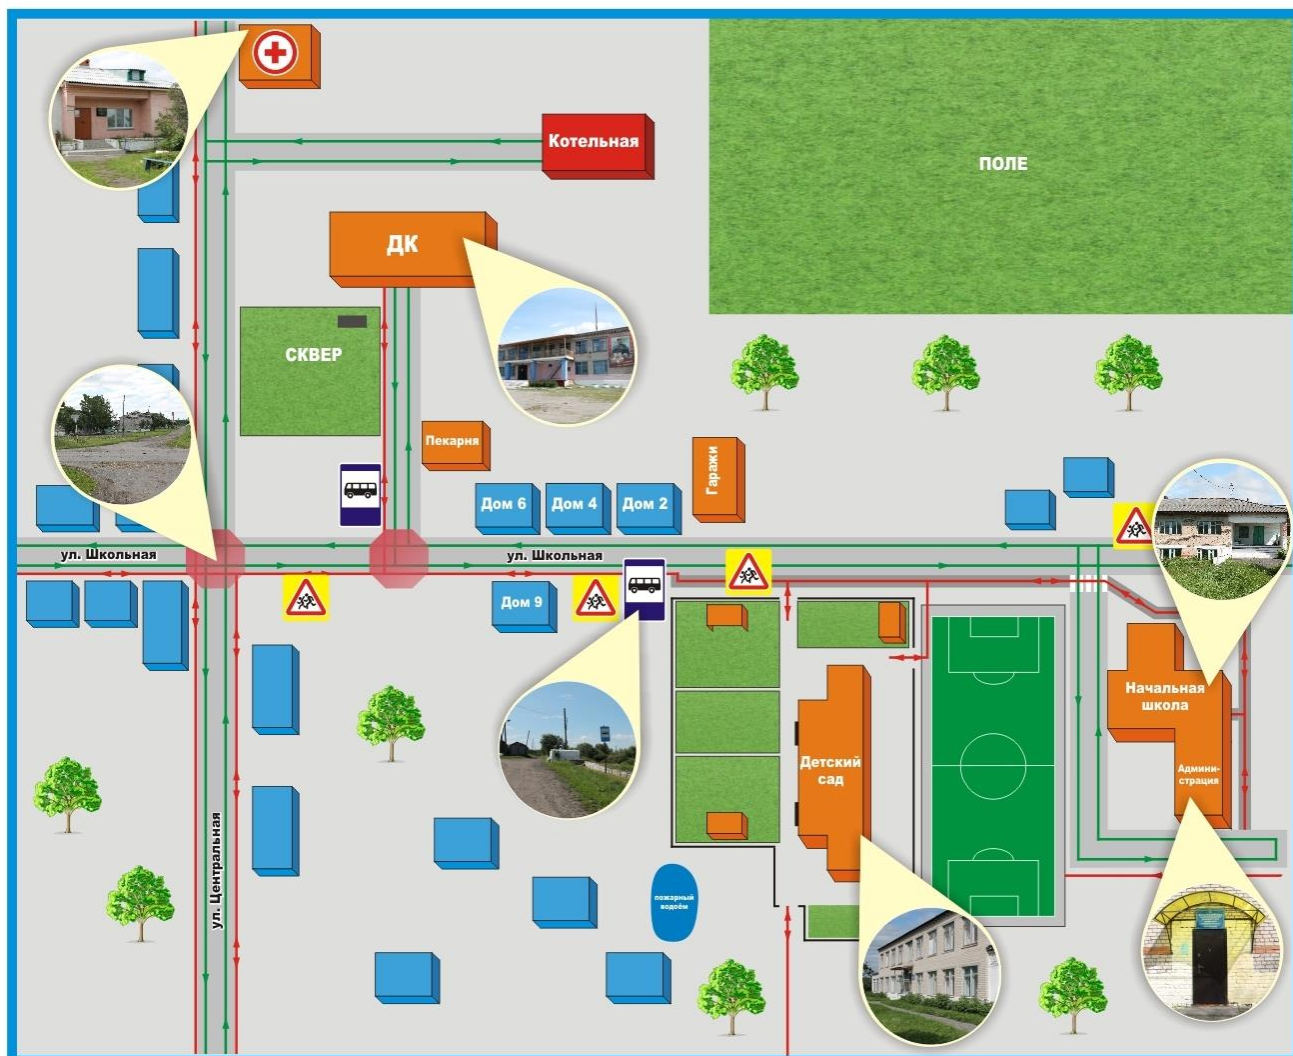 Котельная
ПОЛЕ
ДК
СКВЕР
Пекарня
Гаражи
Дом 6
Дом 4
Дом 2
ул. Школьная
ул. Школьная
Дом 9
Начальная
школа
Детский
сад
Админи-
страция
ул. Центральная
пожарный
водоём